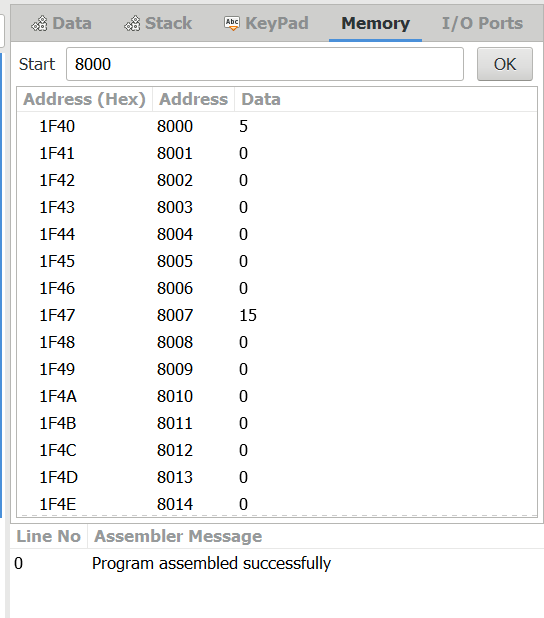 Data Stack Abc KeyPad Memory I/O Ports
Start 8000 OK
Address (Hex) Address Data
1F40 8000 5
1F41 8001 0
1F42 8002 0
1F43 8003 0
1F44 8004 0
1F45 8005 0
1F46 8006 0
1F47 8007 15
1F48 8008 0
1F49 8009 0
1F4A 8010 0
1F4B 8011 0
1F4C 8012 0
1F4D 8013 0
1F4E 8014 0
Line No Assembler Message
0 Program assembled successfully